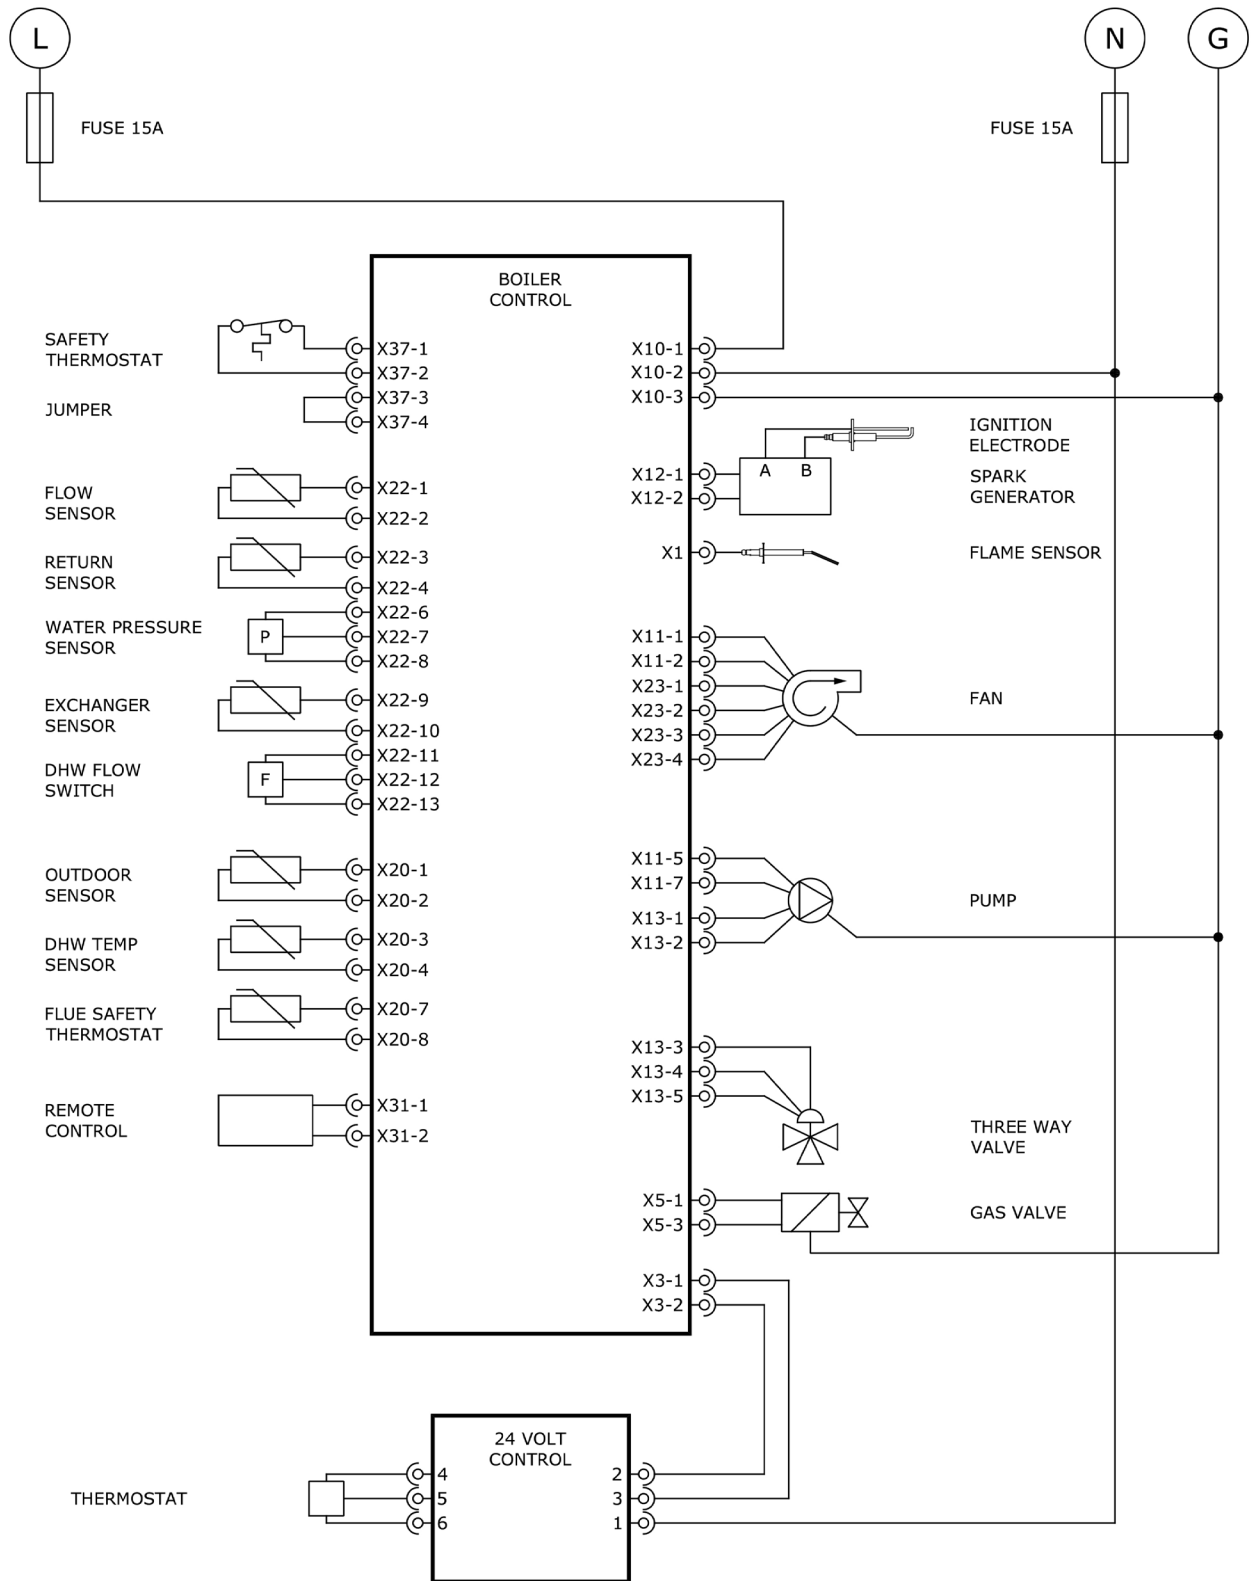 L
N
G
FUSE 15A
FUSE 15A
BOILER
CONTROL
SAFETY
THERMOSTAT
JUMPER
FLOW
SENSOR
RETURN
SENSOR
WATER PRESSURE
SENSOR
P
EXCHANGER
SENSOR
DHW FLOW
SWITCH
F
OUTDOOR
SENSOR
DHW TEMP
SENSOR
FLUE SAFETY
THERMOSTAT
REMOTE
CONTROL
X37-1
X37-2
X37-3
X37-4
X22-1
X22-2
X22-3
X22-4
X22-6
X22-7
X22-8
X22-9
X22-10
X22-11
X22-12
X22-13
X20-1
X20-2
X20-3
X20-4
X20-7
X20-8
X31-1
X31-2
X10-1
X10-2
X10-3
X12-1
X12-2
X1
X11-1
X11-2
X23-1
X23-2
X23-3
X23-4
X11-5
X11-7
X13-1
X13-2
X13-3
X13-4
X13-5
X5-1
X5-3
X3-1
X3-2
A B
IGNITION
ELECTRODE
SPARK
GENERATOR
FLAME SENSOR
FAN
PUMP
THREE WAY
VALVE
GAS VALVE
24 VOLT
CONTROL
THERMOSTAT
4
5
6
2
3
1